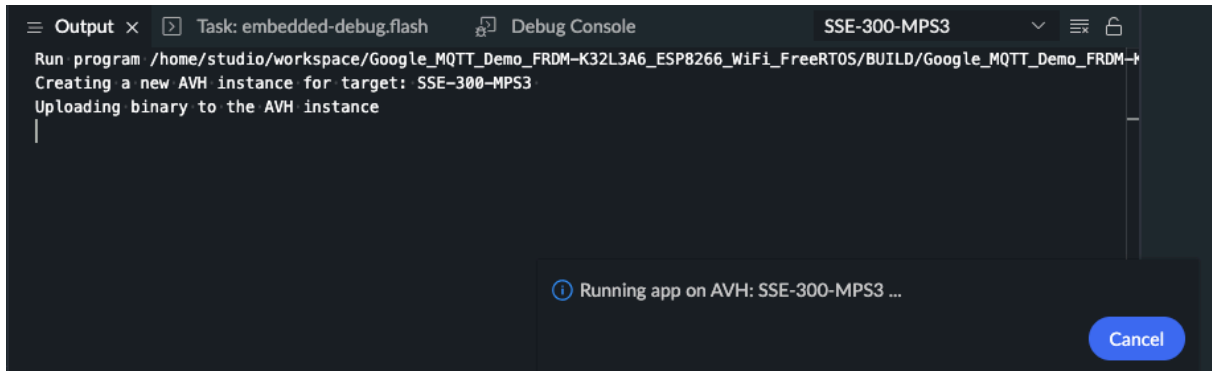 Output × Task: embedded-debug.flash Debug Console SSE-300-MPS3
Run program /home/studio/workspace/Google_MQTT_Demo_FRDM-K32L3A6_ESP8266_WiFi_FreeRTOS/BUILD/Google_MQTT_Demo_FRDM-K
Creating a new AVH instance for target: SSE-300-MPS3
Uploading binary to the AVH instance
Running app on AVH: SSE-300-MPS3 ...
Cancel